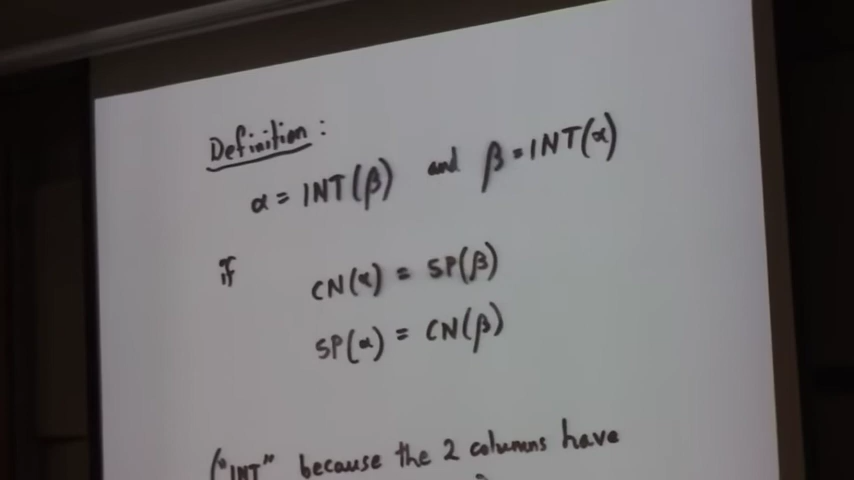 Definition:
α = INT(β) and β = INT(α)
if
CN(α) = SP(β)
SP(α) = CN(β)
("INT" because the 2 columns have